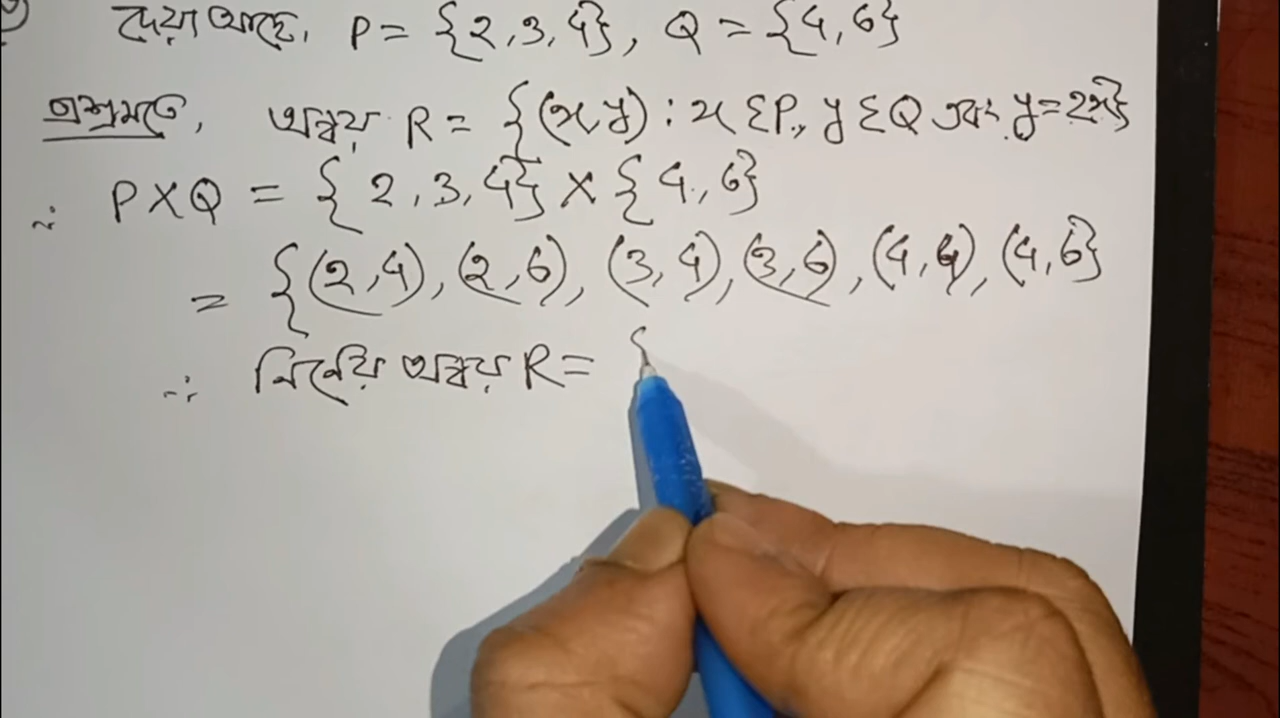 দেয়া আছে, P = {2, 3, 4}, Q = {4, 6}
প্রশ্নমতে, অন্বয় R = {(x, y) : x ∈ P, y ∈ Q এবং y = 2x}
∴ P × Q = {2, 3, 4} × {4, 6}
= {(2, 4), (2, 6), (3, 4), (3, 6), (4, 4), (4, 6}
∴ নির্ণেয় অন্বয় R = {